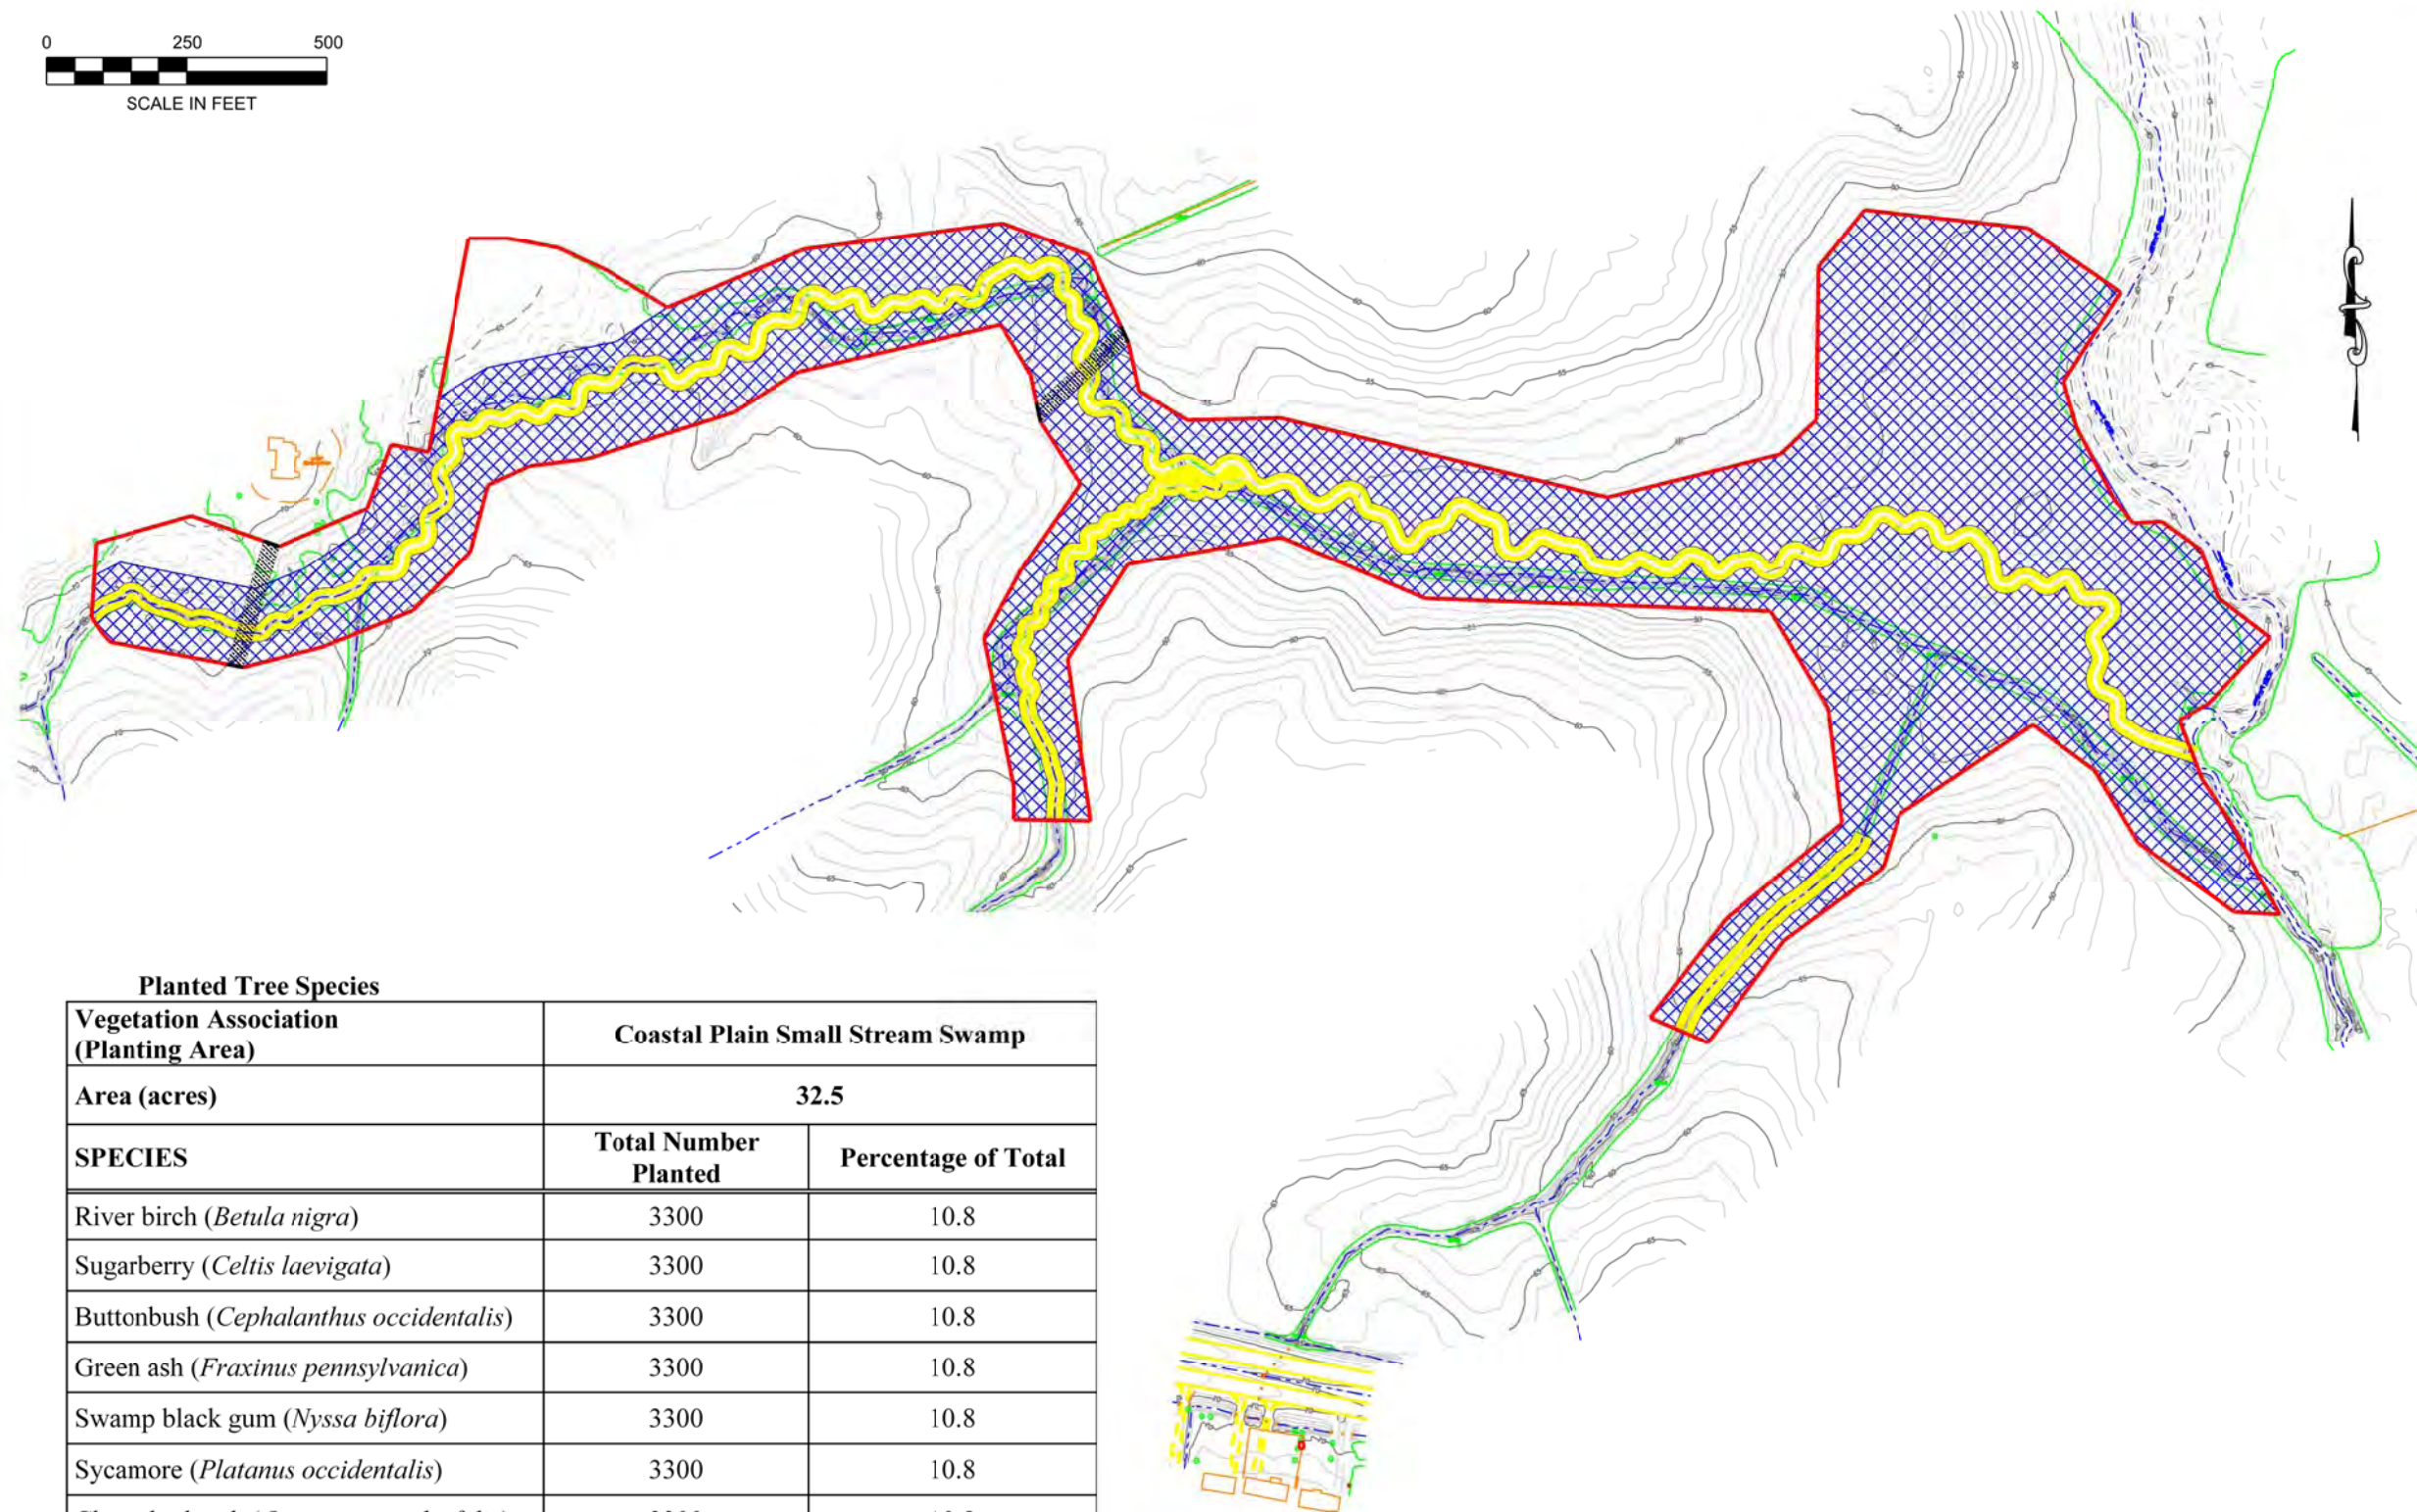 0 250 500
SCALE IN FEET
Planted Tree Species
Vegetation Association
(Planting Area)
Coastal Plain Small Stream Swamp
Area (acres)
32.5
SPECIES
Total Number
Planted
Percentage of Total
River birch (Betula nigra) 3300 10.8
Sugarberry (Celtis laevigata) 3300 10.8
Buttonbush (Cephalanthus occidentalis) 3300 10.8
Green ash (Fraxinus pennsylvanica) 3300 10.8
Swamp black gum (Nyssa biflora) 3300 10.8
Sycamore (Platanus occidentalis) 3300 10.8